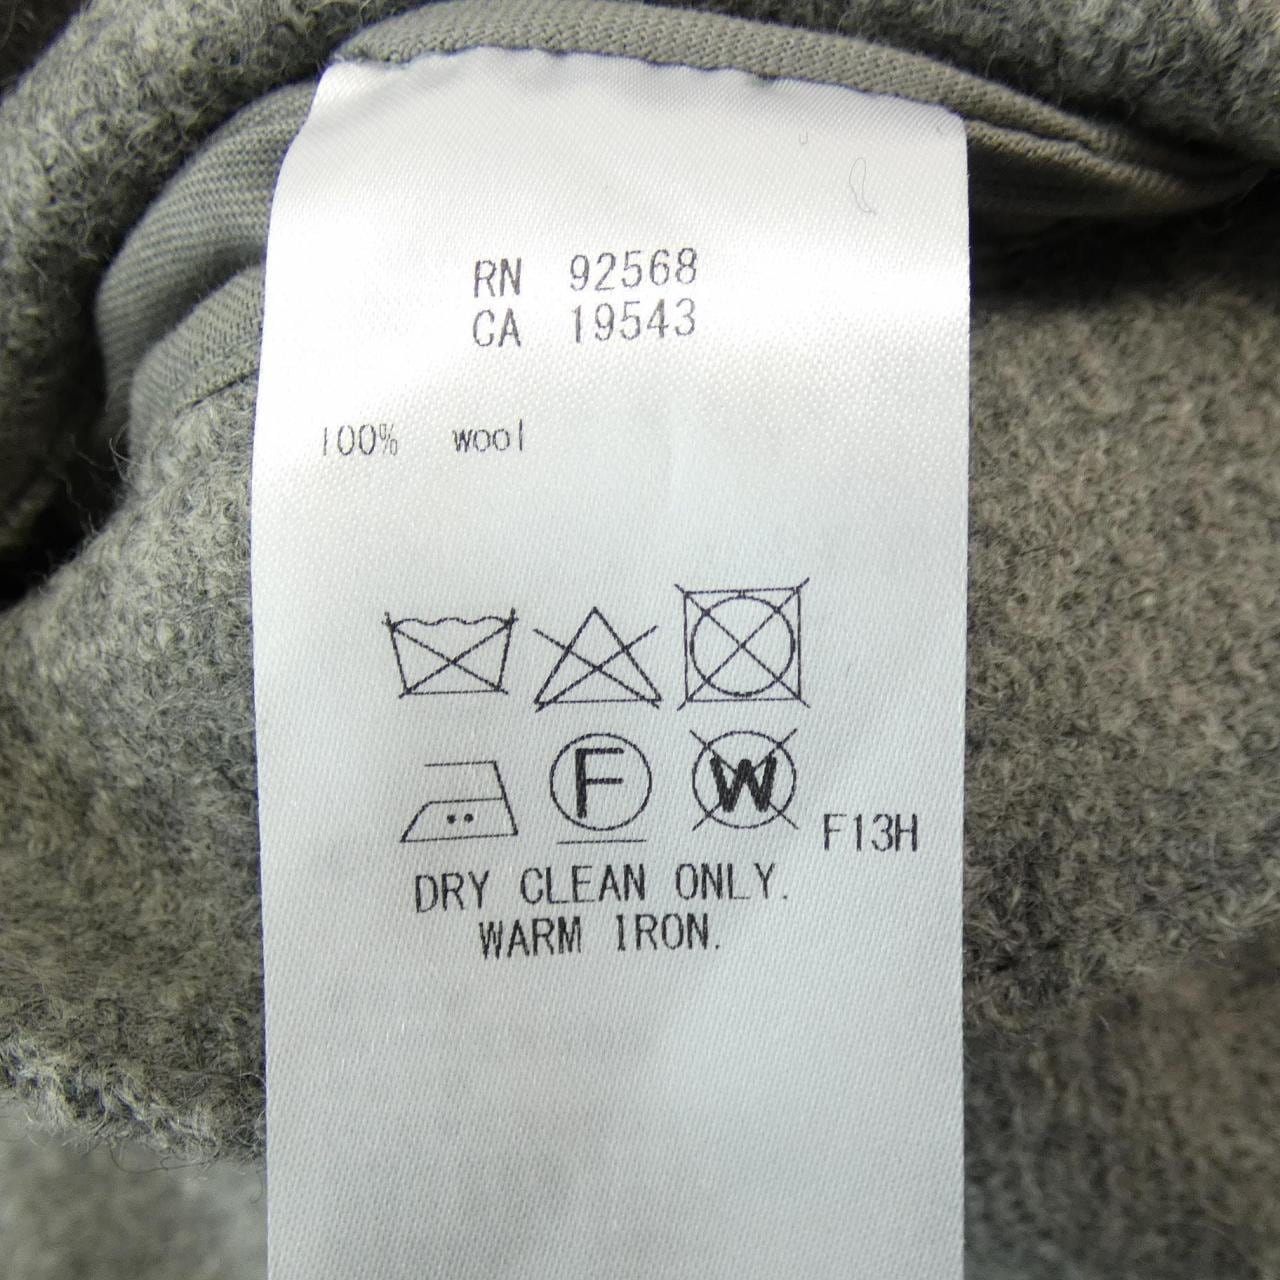 RN 92568
CA 19543
100% wool
F
W
F13H
DRY CLEAN ONLY.
WARM IRON.